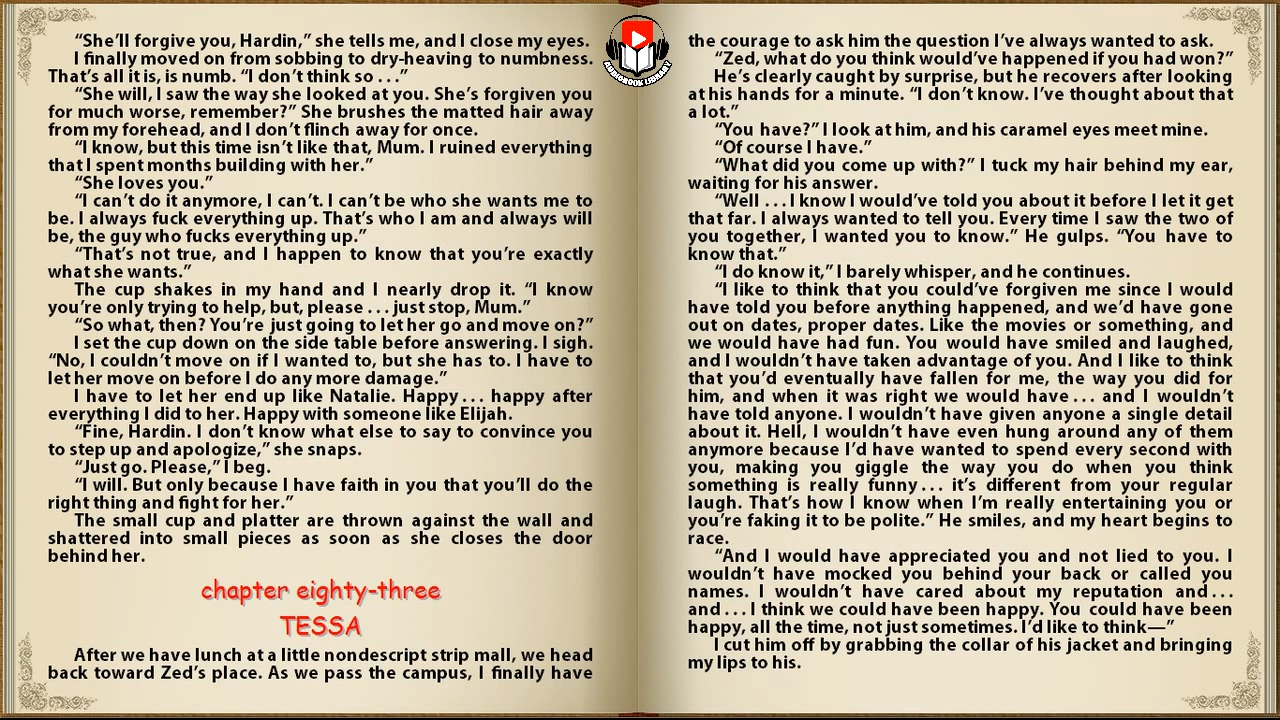 “She’ll forgive you, Hardin,” she tells me, and I close my eyes.
I finally moved on from sobbing to dry-heaving to numbness.
That’s all it is, is numb. “I don’t think so . . .”
“She will, I saw the way she looked at you. She’s forgiven you
for much worse, remember?” She brushes the matted hair away
from my forehead, and I don’t flinch away for once.
“I know, but this time isn’t like that, Mum. I ruined everything
that I spent months building with her.”
“She loves you.”
“I can’t do it anymore, I can’t. I can’t be who she wants me to
be. I always fuck everything up. That’s who I am and always will
be, the guy who fucks everything up.”
“That’s not true, and I happen to know that you’re exactly
what she wants.”
The cup shakes in my hand and I nearly drop it. “I know
you’re only trying to help, but, please . . . just stop, Mum.”
“So what, then? You’re just going to let her go and move on?”
I set the cup down on the side table before answering. I sigh.
“No, I couldn’t move on if I wanted to, but she has to. I have to
let her move on before I do any more damage.”
I have to let her end up like Natalie. Happy . . . happy after
everything I did to her. Happy with someone like Elijah.
“Fine, Hardin. I don’t know what else to say to convince you
to step up and apologize,” she snaps.
“Just go. Please,” I beg.
“I will. But only because I have faith in you that you’ll do the
right thing and fight for her.”
The small cup and platter are thrown against the wall and
shattered into small pieces as soon as she closes the door
behind her.
chapter eighty-three
TESSA
After we have lunch at a little nondescript strip mall, we head
back toward Zed’s place. As we pass the campus, I finally have
AUDIOBOOK LIBRARY
the courage to ask him the question I’ve always wanted to ask.
“Zed, what do you think would’ve happened if you had won?”
He’s clearly caught by surprise, but he recovers after looking
at his hands for a minute. “I don’t know. I’ve thought about that
a lot.”
“You have?” I look at him, and his caramel eyes meet mine.
“Of course I have.”
“What did you come up with?” I tuck my hair behind my ear,
waiting for his answer.
“Well . . . I know I would’ve told you about it before I let it get
that far. I always wanted to tell you. Every time I saw the two of
you together, I wanted you to know.” He gulps. “You have to
know that.”
“I do know it,” I barely whisper, and he continues.
“I like to think that you could’ve forgiven me since I would
have told you before anything happened, and we’d have gone
out on dates, proper dates. Like the movies or something, and
we would have had fun. You would have smiled and laughed,
and I wouldn’t have taken advantage of you. And I like to think
that you’d eventually have fallen for me, the way you did for
him, and when it was right we would have . . . and I wouldn’t
have told anyone. I wouldn’t have given anyone a single detail
about it. Hell, I wouldn’t have even hung around any of them
anymore because I’d have wanted to spend every second with
you, making you giggle the way you do when you think
something is really funny . . . it’s different from your regular
laugh. That’s how I know when I’m really entertaining you or
you’re faking it to be polite.” He smiles, and my heart begins to
race.
“And I would have appreciated you and not lied to you. I
wouldn’t have mocked you behind your back or called you
names. I wouldn’t have cared about my reputation and . . .
and . . . I think we could have been happy. You could have been
happy, all the time, not just sometimes. I’d like to think—”
I cut him off by grabbing the collar of his jacket and bringing
my lips to his.